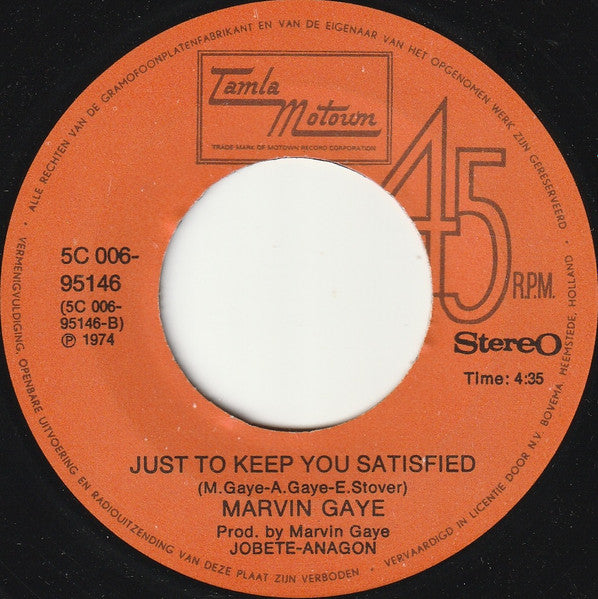 ALLE RECHTEN VAN DE GRAMOFOONPLATENFABRIKANT EN VAN DE EIGENAAR VAN HET OPGENOMEN WERK ZIJN GERESERVEERD
Tamla
Motown
TRADE-MARK OF MOTOWN RECORD CORPORATION
45
R.P.M.
5C 006-
95146
(5C 006-
95146-B)
℗ 1974
Stereo
Time: 4:35
JUST TO KEEP YOU SATISFIED
(M.Gaye-A.Gaye-E.Stover)
MARVIN GAYE
Prod. by Marvin Gaye
JOBETE-ANAGON
VERMENIGVULDIGING, OPENBARE UITVOERING EN RADIOUITZENDING VAN DEZE PLAAT ZIJN VERBODEN • VERVAARDIGD IN LICENTIE DOOR N.V. BOVEMA, HEEMSTEDE, HOLLAND •